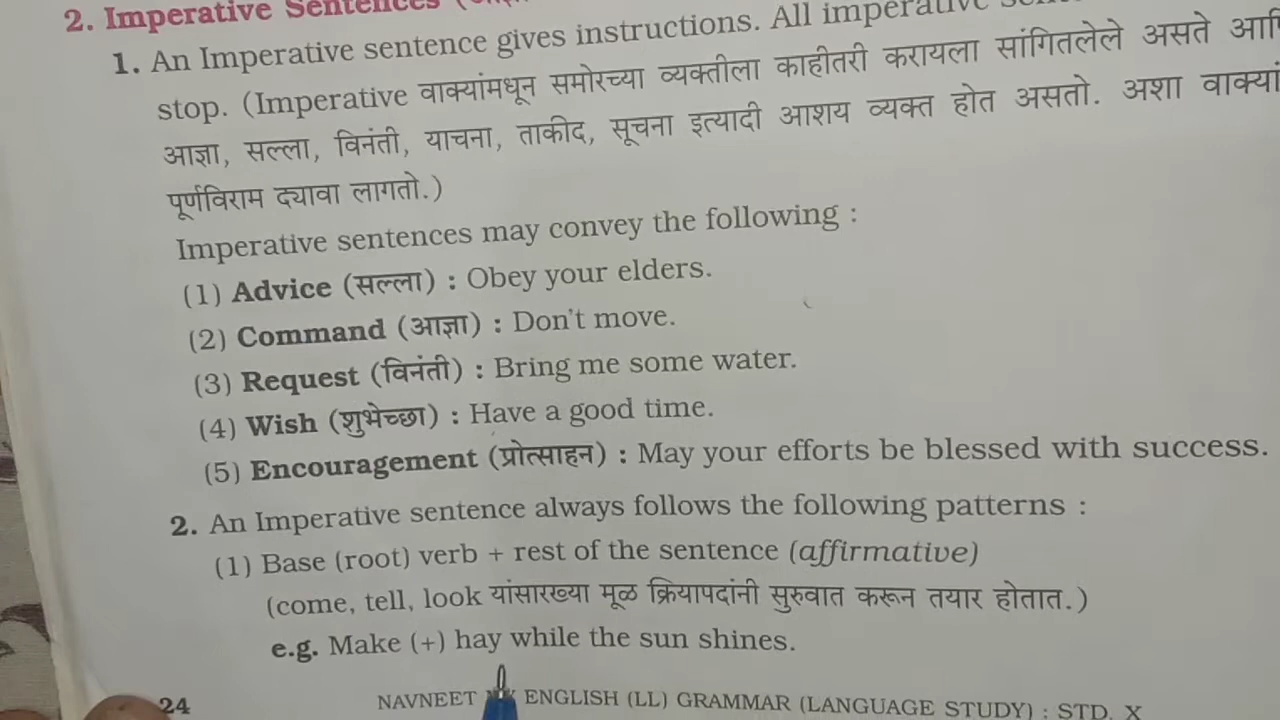 2. Imperative Sentences
1. An Imperative sentence gives instructions. All imperative
stop. (Imperative वाक्यांमधून समोरच्या व्यक्तीला काहीतरी करायला सांगितलेले असते
आज्ञा, सल्ला, विनंती, याचना, ताकीद, सूचना इत्यादी आशय व्यक्त होत असतो. अशा
पूर्णविराम द्यावा लागतो.)
Imperative sentences may convey the following :
(1) Advice (सल्ला) : Obey your elders.
(2) Command (आज्ञा) : Don't move.
(3) Request (विनंती) : Bring me some water.
(4) Wish (शुभेच्छा) : Have a good time.
(5) Encouragement (प्रोत्साहन) : May your efforts be blessed with success.
2. An Imperative sentence always follows the following patterns :
(1) Base (root) verb + rest of the sentence (affirmative)
(come, tell, look यांसारख्या मूळ क्रियापदांनी सुरुवात करून तयार होतात.)
e.g. Make (+) hay while the sun shines.
24 NAVNEET ENGLISH (LL) GRAMMAR (LANGUAGE STUDY) : STD. X